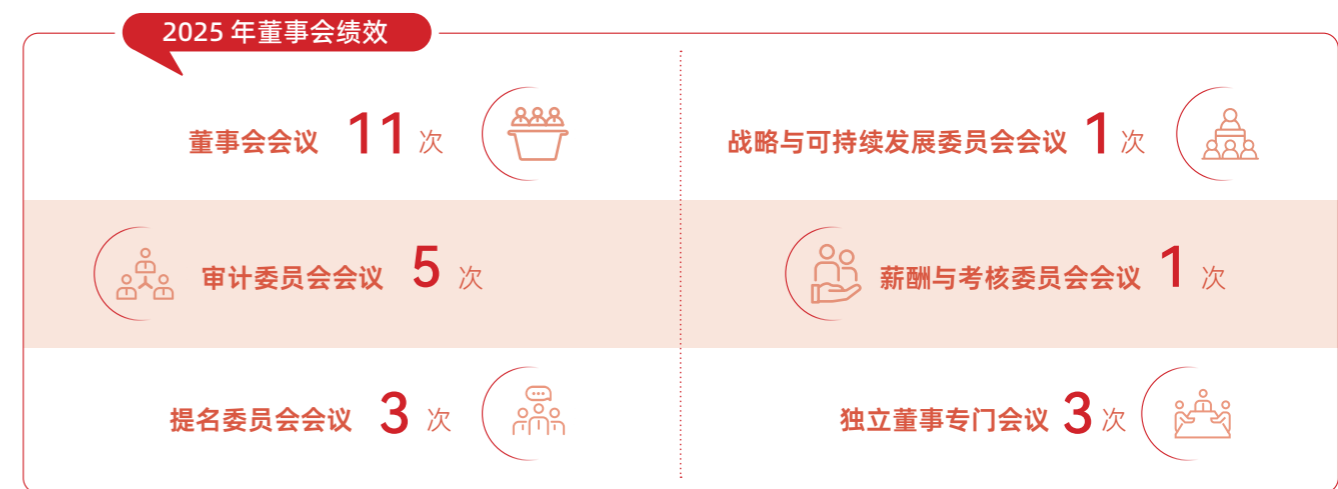 2025 年董事会绩效
董事会会议 11 次
战略与可持续发展委员会会议 1 次
审计委员会会议 5 次
薪酬与考核委员会会议 1 次
提名委员会会议 3 次
独立董事专门会议 3 次